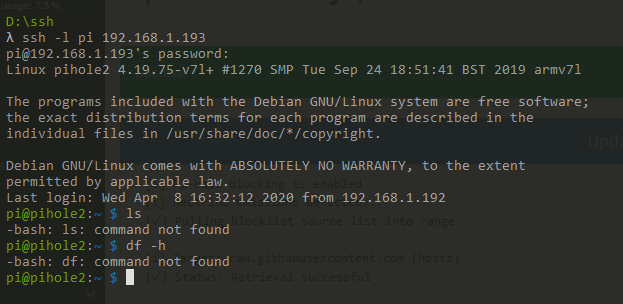 usage: 7.3 %
D:\ssh
λ ssh -l pi 192.168.1.193
pi@192.168.1.193's password:
Linux pihole2 4.19.75-v7l+ #1270 SMP Tue Sep 24 18:51:41 BST 2019 armv7l
The programs included with the Debian GNU/Linux system are free software;
the exact distribution terms for each program are described in the
individual files in /usr/share/doc/*/copyright.
Upda
Debian GNU/Linux comes with ABSOLUTELY NO WARRANTY, to the extent
permitted by applicable law.
blocking is enabled
Last login: Wed Apr 16:32:12 2020 from 192.168.1.192
pi@pihole2:~ $ ls
[✓] Pulling blocklist source list into range
-bash: ls: command not found
pi@pihole2:~ $ df -h
-bash: df: command not found
raw.githubusercontent.com (hosts)
pi@pihole2:~ $
[✓] Status: Retrieval successful